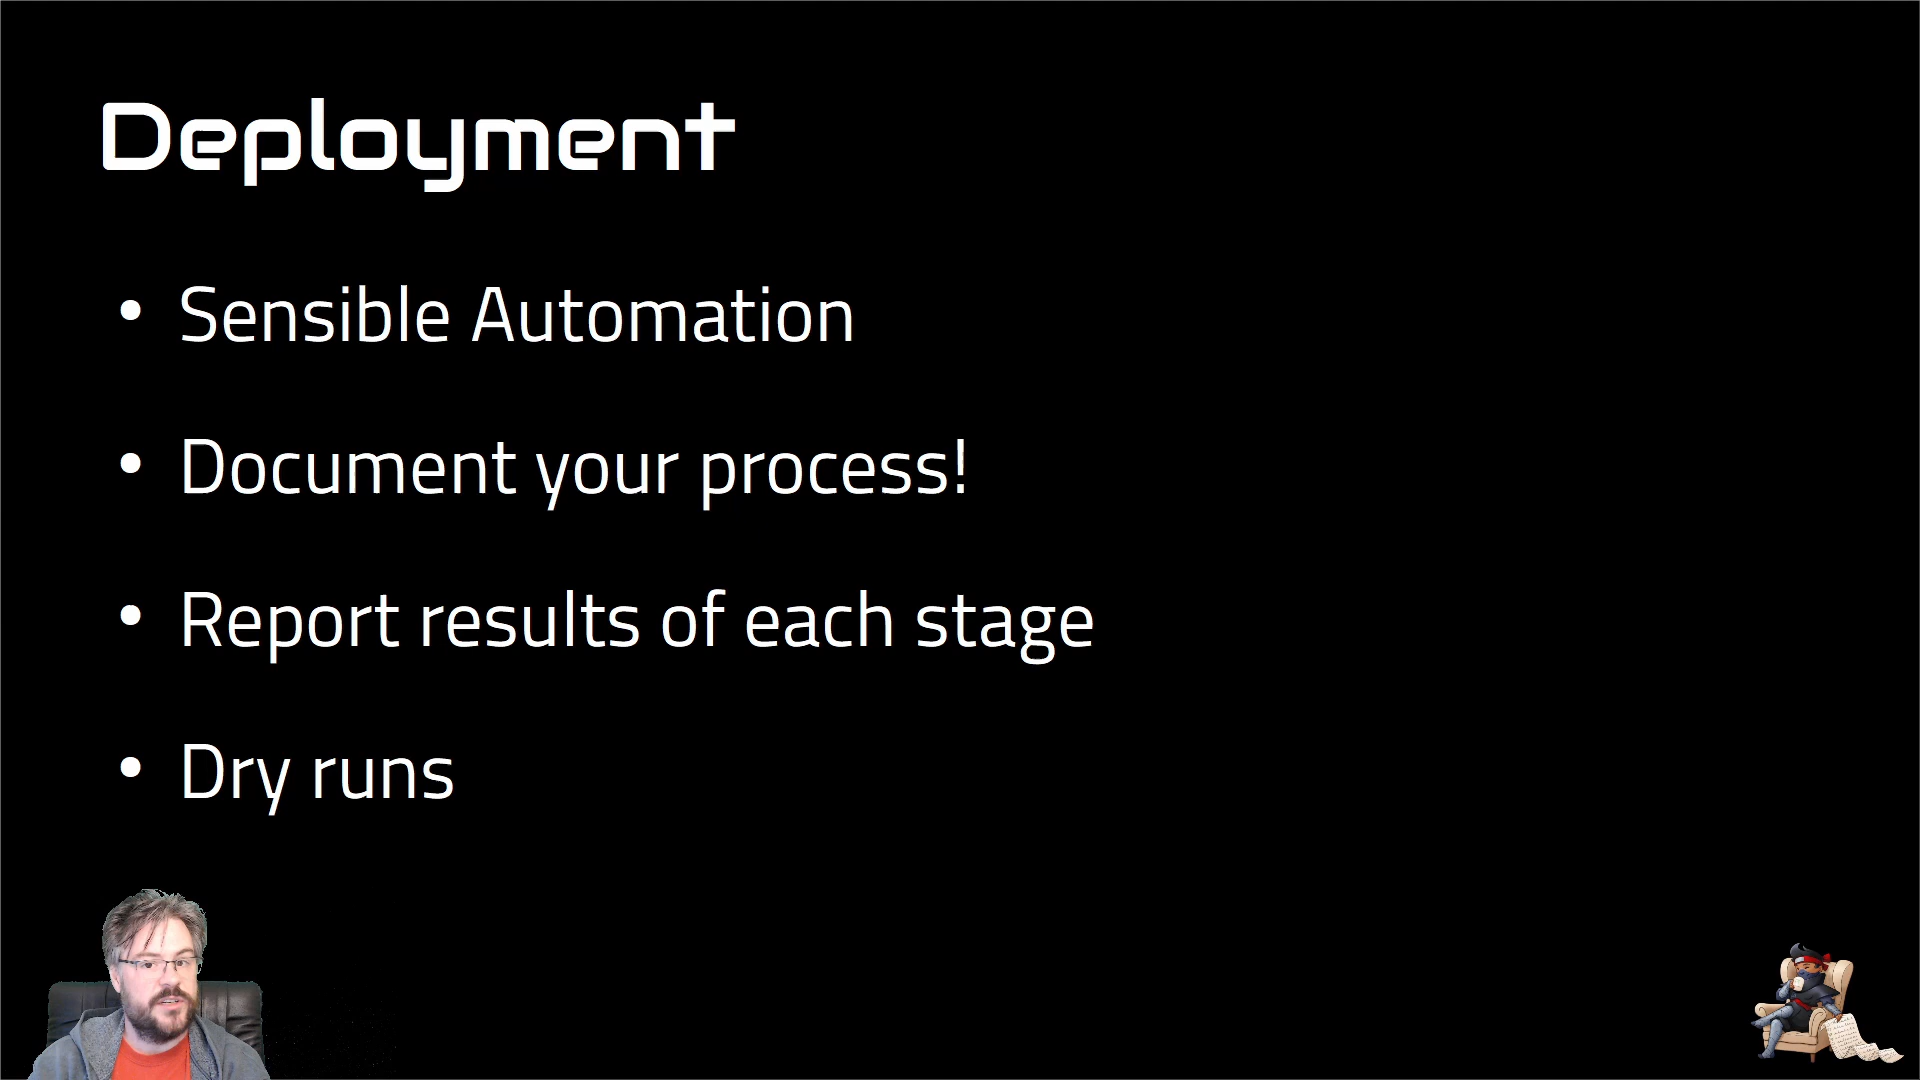 Deployment
• Sensible Automation
• Document your process!
• Report results of each stage
• Dry runs